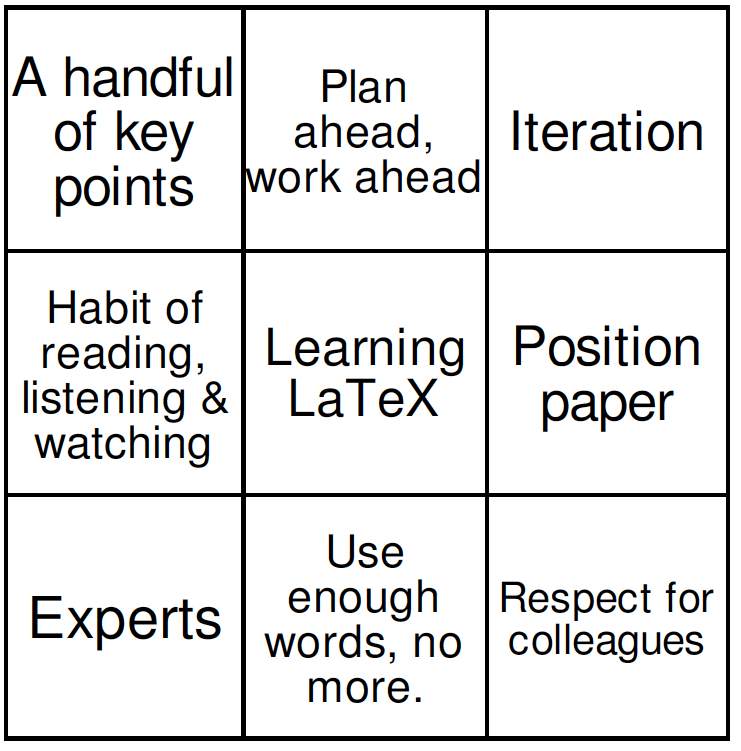 A handful
of key
points
Plan
ahead,
work ahead
Iteration
Habit of
reading,
listening &
watching
Learning
LaTeX
Position
paper
Experts
Use
enough
words, no
more.
Respect for
colleagues